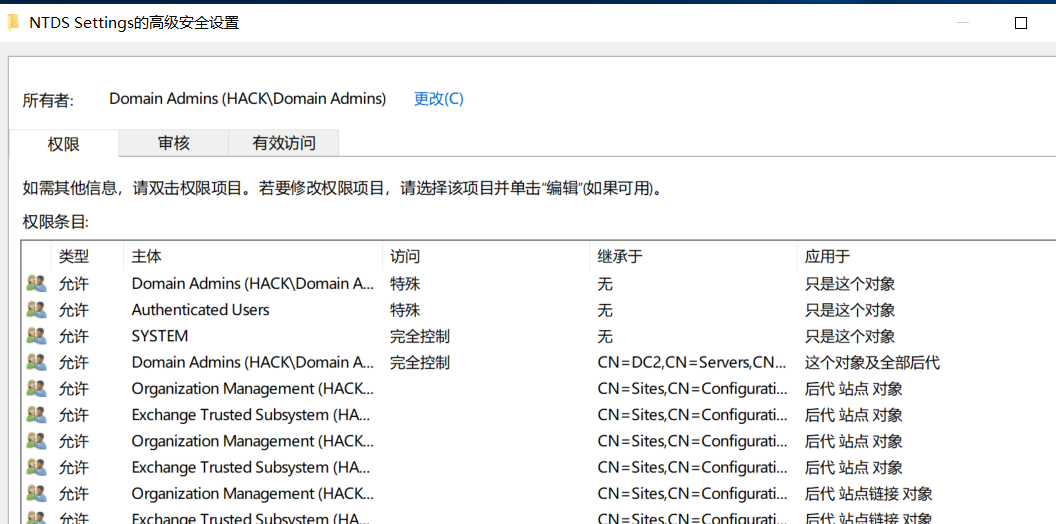 NTDS Settings的高级安全设置
所有者: Domain Admins (HACK\Domain Admins) 更改(C)
权限 审核 有效访问
如需其他信息，请双击权限项目。若要修改权限项目，请选择该项目并单击“编辑”(如果可用)。
权限条目:
类型 主体 访问 继承于 应用于
允许 Domain Admins (HACK\Domain A... 特殊 无 只是这个对象
允许 Authenticated Users 特殊 无 只是这个对象
允许 SYSTEM 完全控制 无 只是这个对象
允许 Domain Admins (HACK\Domain A... 完全控制 CN=DC2,CN=Servers,CN... 这个对象及全部后代
允许 Organization Management (HACK... CN=Sites,CN=Configurati... 后代 站点 对象
允许 Exchange Trusted Subsystem (HA... CN=Sites,CN=Configurati... 后代 站点 对象
允许 Organization Management (HACK... CN=Sites,CN=Configurati... 后代 站点 对象
允许 Exchange Trusted Subsystem (HA... CN=Sites,CN=Configurati... 后代 站点 对象
允许 Organization Management (HACK... CN=Sites,CN=Configurati... 后代 站点链接 对象
允许 Exchange Trusted Subsystem (HA... CN=Sites,CN=Configurati... 后代 站点链接 对象